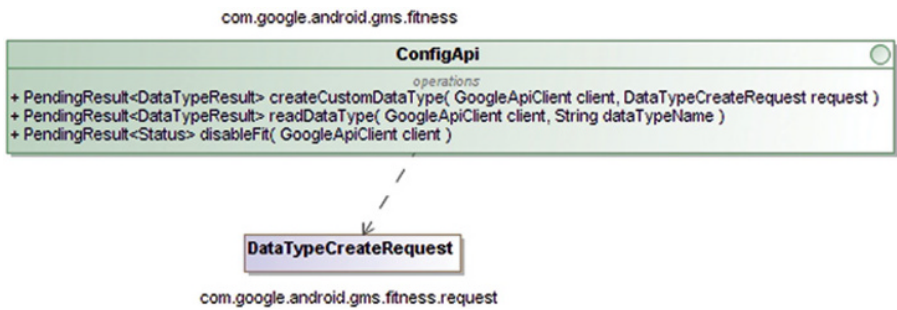 com.google.android.gms.fitness
ConfigApi
operations
+ PendingResult<DataTypeResult> createCustomDataType( GoogleApiClient client, DataTypeCreateRequest request )
+ PendingResult<DataTypeResult> readDataType( GoogleApiClient client, String dataTypeName )
+ PendingResult<Status> disableFit( GoogleApiClient client )
DataTypeCreateRequest
com.google.android.gms.fitness.request